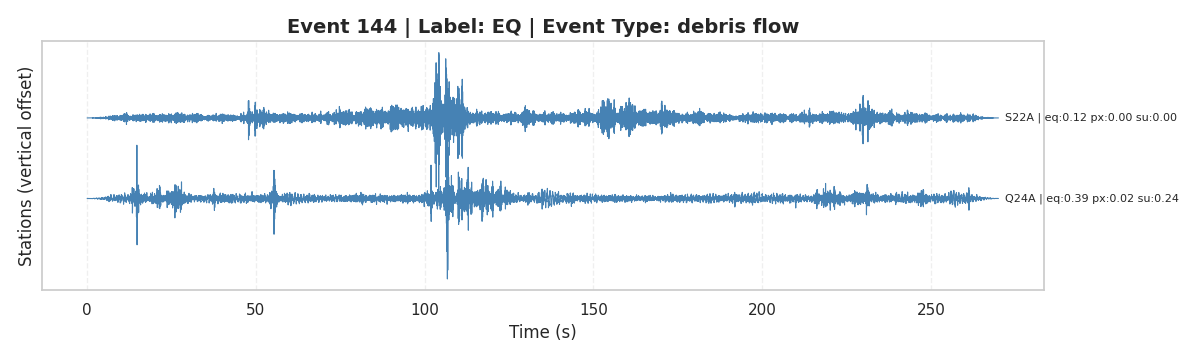 Event 144 | Label: EQ | Event Type: debris flow
Stations (vertical offset)
S22A | eq:0.12 px:0.00 su:0.00
Q24A | eq:0.39 px:0.02 su:0.24
0 50 100 150 200 250
Time (s)